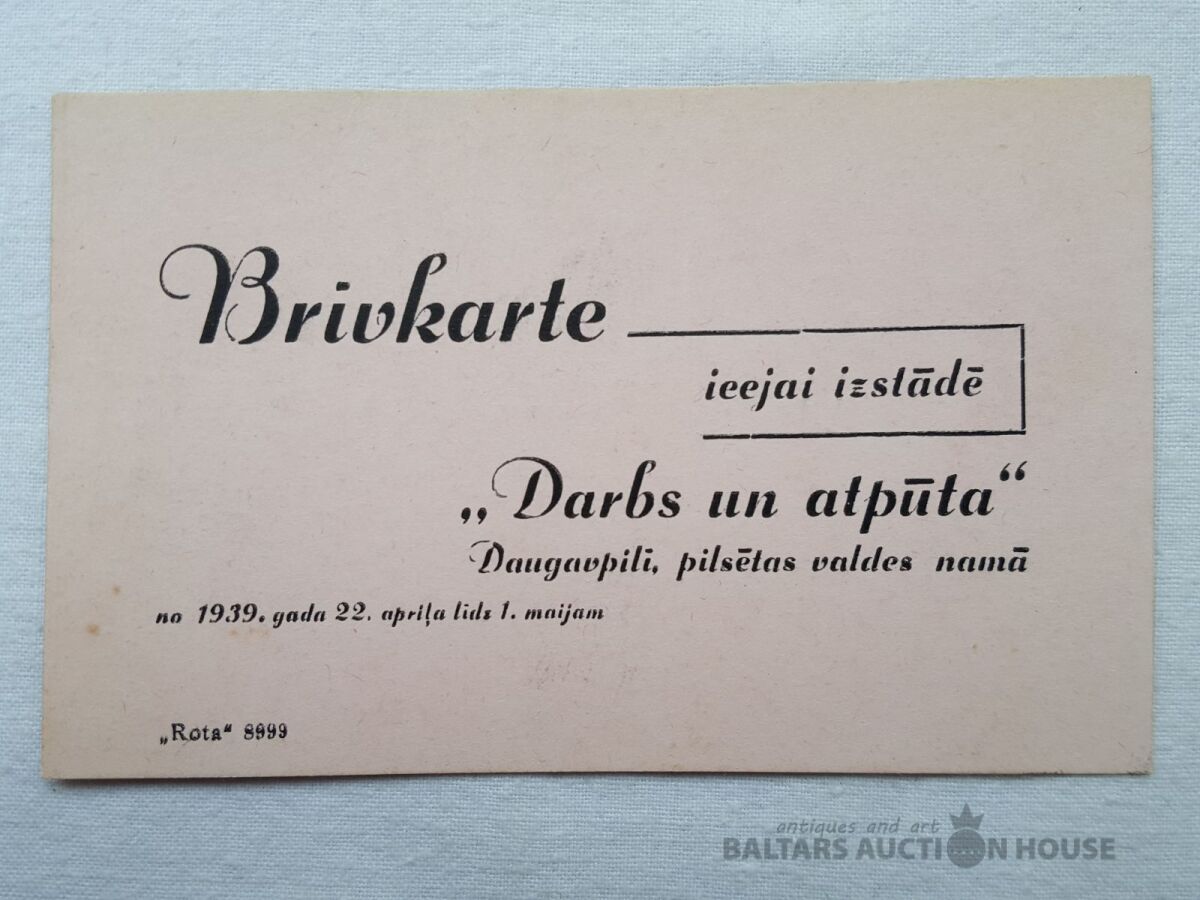 Brivkarte
ieejai izstādē
„Darbs un atpūta“
Daugavpilī, pilsētas valdes namā
no 1939. gada 22. apriļa līdz 1. maijam
„Rota“ 8999
antiques and art
BALTARS AUCTION HOUSE